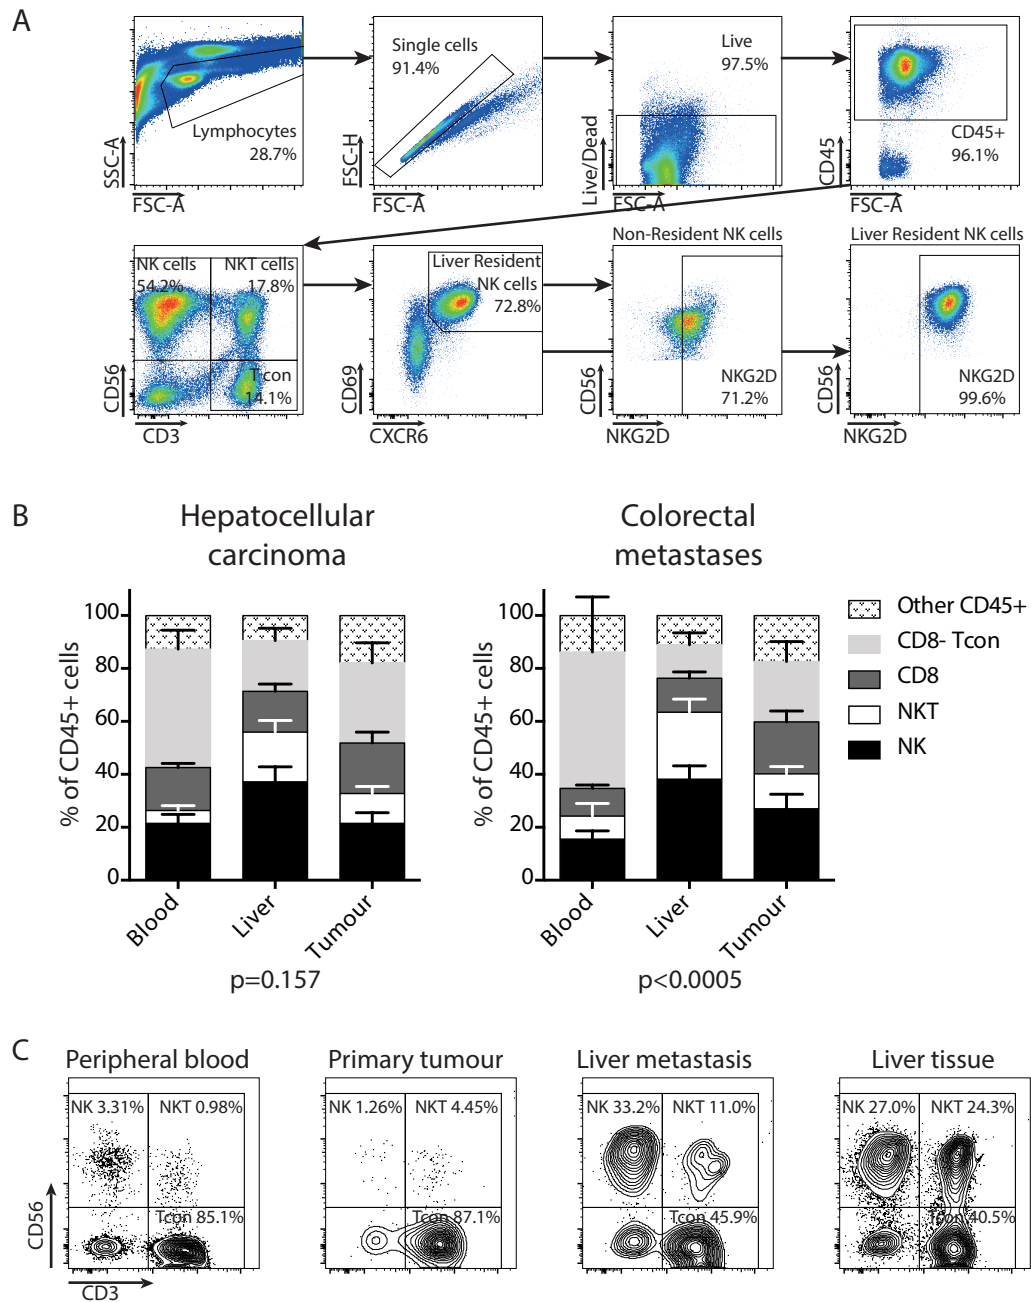 A
SSC-A
FSC-A
Lymphocytes
28.7%
FSC-H
FSC-A
Single cells
91.4%
Live/Dead
FSC-A
Live
97.5%
CD45
FSC-A
CD45+
96.1%
CD56
CD3
NK cells
54.2%
NKT cells
17.8%
Tcon
14.1%
CD69
CXCR6
Liver Resident
NK cells
72.8%
Non-Resident NK cells
CD56
NKG2D
NKG2D
71.2%
Liver Resident NK cells
CD56
NKG2D
NKG2D
99.6%
B
Hepatocellular
carcinoma
% of CD45+ cells
100
80
60
40
20
0
Blood
Liver
Tumour
p=0.157
Colorectal
metastases
% of CD45+ cells
100
80
60
40
20
0
Blood
Liver
Tumour
p<0.0005
Other CD45+
CD8- Tcon
CD8
NKT
NK
C
Peripheral blood
NK 3.31%
NKT 0.98%
Tcon 85.1%
CD56
CD3
Primary tumour
NK 1.26%
NKT 4.45%
Tcon 87.1%
Liver metastasis
NK 33.2%
NKT 11.0%
Tcon 45.9%
Liver tissue
NK 27.0%
NKT 24.3%
Tcon 40.5%